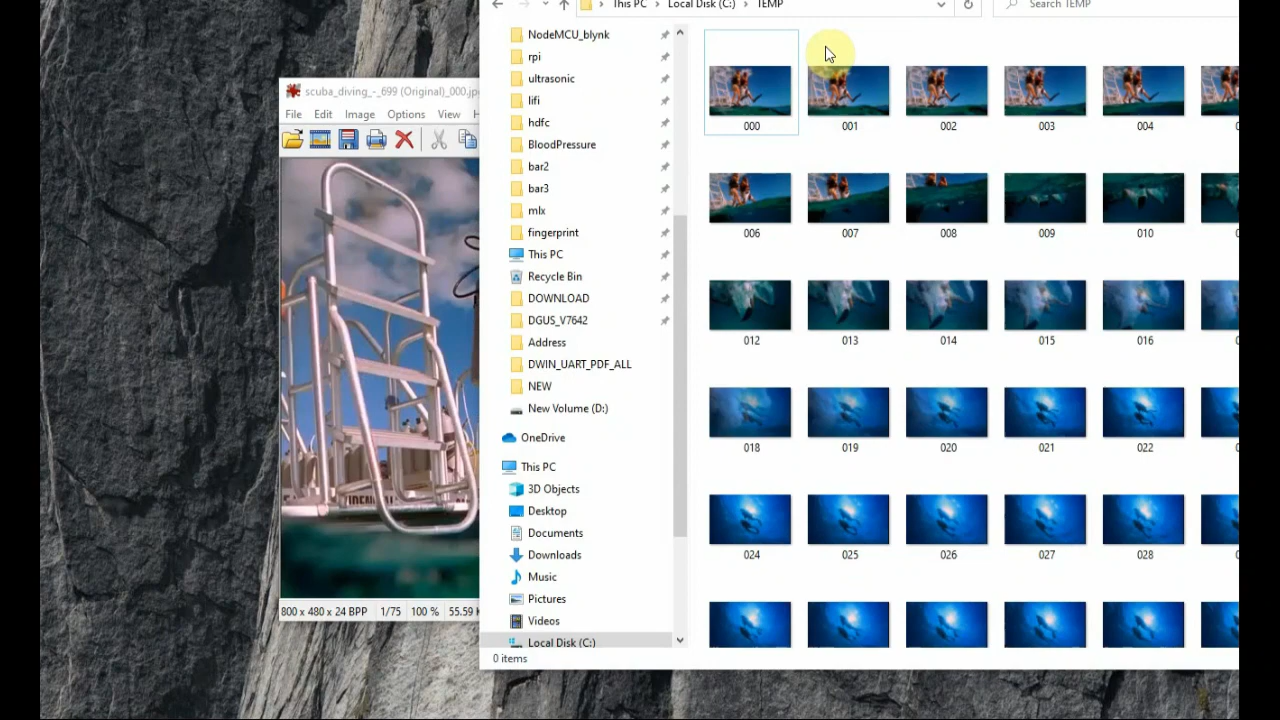 This PC Local Disk (C:) TEMP
Search TEMP
NodeMCU_blynk
rpi
ultrasonic
lifi
hdfc
BloodPressure
bar2
bar3
mlx
fingerprint
This PC
Recycle Bin
DOWNLOAD
DGUS_V7642
Address
DWIN_UART_PDF_ALL
NEW
New Volume (D:)
OneDrive
This PC
3D Objects
Desktop
Documents
Downloads
Music
Pictures
Videos
Local Disk (C:)
0 items
000 001 002 003 004
006 007 008 009 010
012 013 014 015 016
018 019 020 021 022
024 025 026 027 028
scuba_diving_-_699 (Original)_000.jp
File Edit Image Options View
800 x 480 x 24 BPP 1/75 100 % 55.59